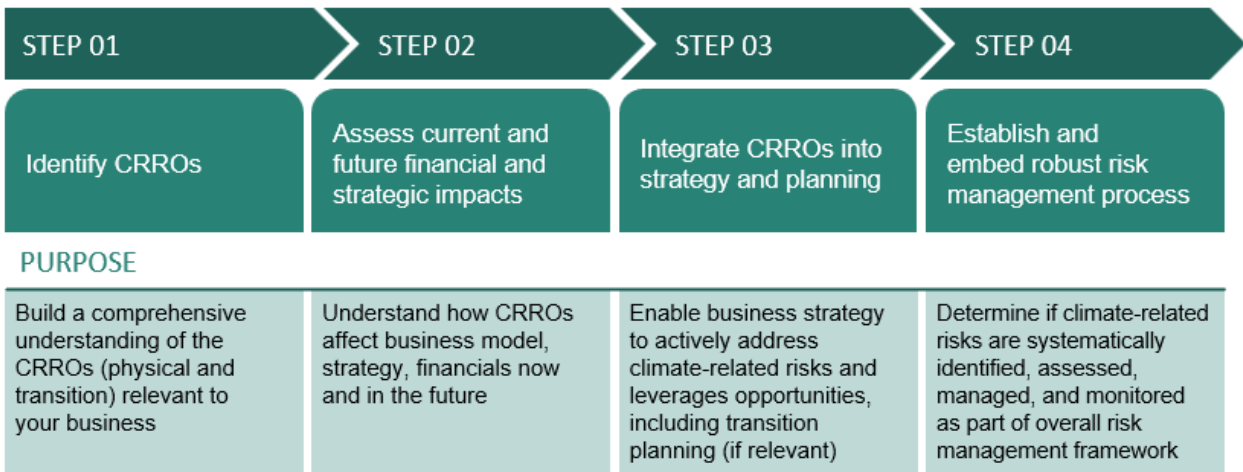 STEP 01
STEP 02
STEP 03
STEP 04
Identify CRROs
Assess current and
future financial and
strategic impacts
Integrate CRROs into
strategy and planning
Establish and
embed robust risk
management process
PURPOSE
Build a comprehensive
understanding of the
CRROs (physical and
transition) relevant to
your business
Understand how CRROs
affect business model,
strategy, financials now
and in the future
Enable business strategy
to actively address
climate-related risks and
leverages opportunities,
including transition
planning (if relevant)
Determine if climate-related
risks are systematically
identified, assessed,
managed, and monitored
as part of overall risk
management framework